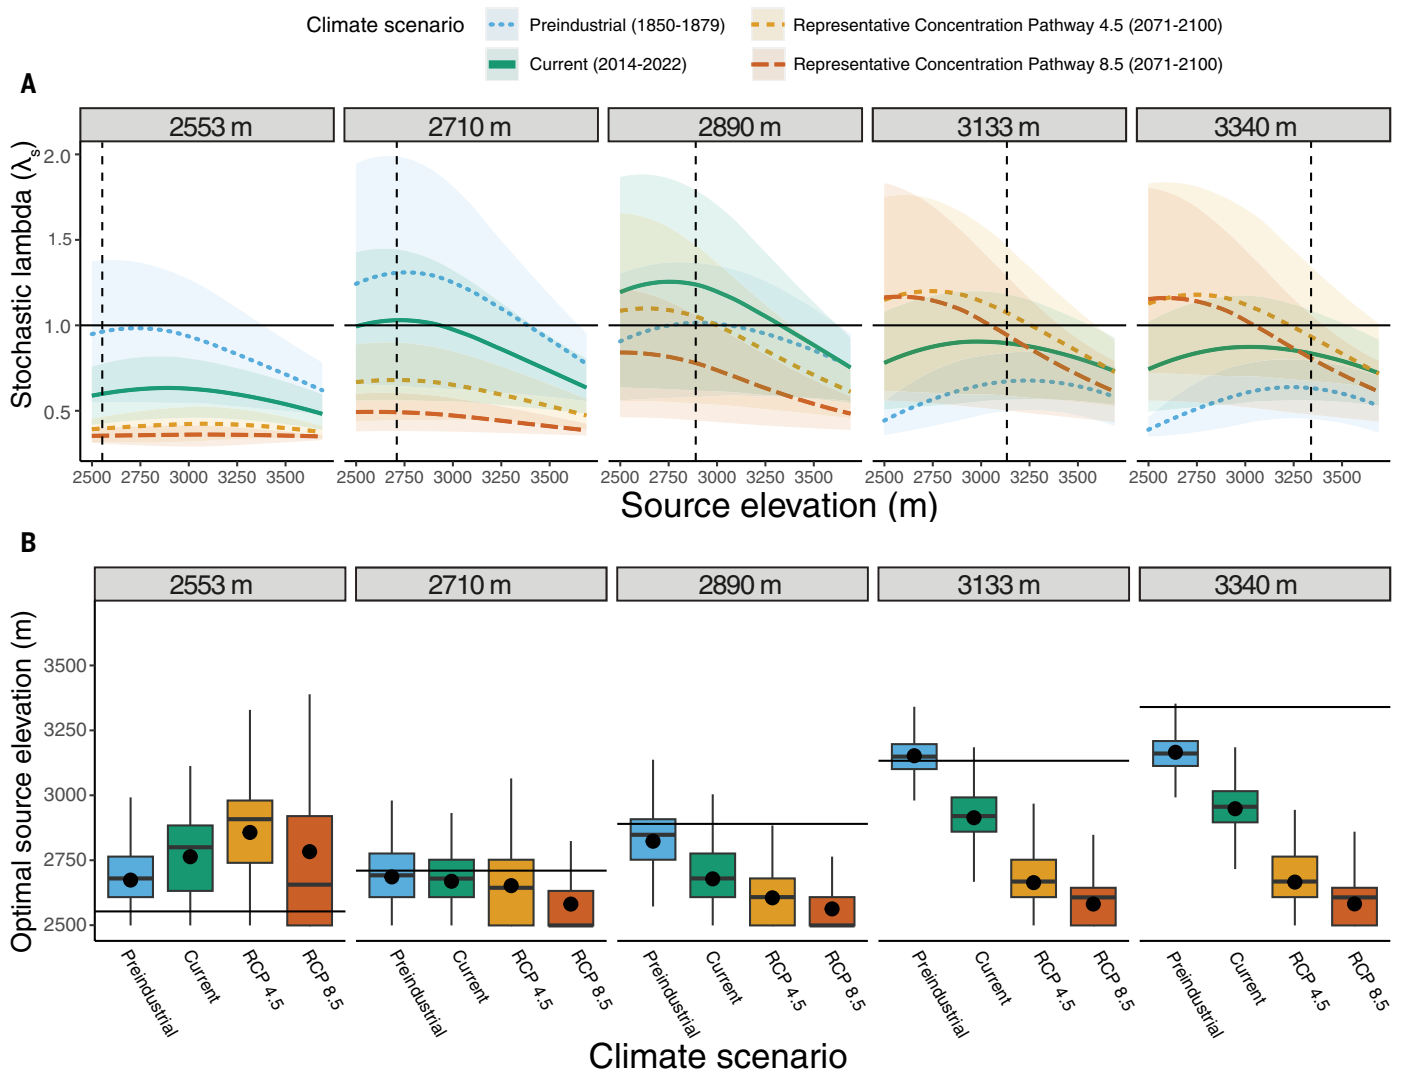 Climate scenario
Preindustrial (1850-1879)
Representative Concentration Pathway 4.5 (2071-2100)
Current (2014-2022)
Representative Concentration Pathway 8.5 (2071-2100)
A
2553 m 2710 m 2890 m 3133 m 3340 m
Stochastic lambda (λs)
2.0
1.5
1.0
0.5
2500 2750 3000 3250 3500 2500 2750 3000 3250 3500 2500 2750 3000 3250 3500 2500 2750 3000 3250 3500 2500 2750 3000 3250 3500
Source elevation (m)
B
2553 m 2710 m 2890 m 3133 m 3340 m
Optimal source elevation (m)
3500
3250
3000
2750
2500
Preindustrial Current RCP 4.5 RCP 8.5 Preindustrial Current RCP 4.5 RCP 8.5 Preindustrial Current RCP 4.5 RCP 8.5 Preindustrial Current RCP 4.5 RCP 8.5 Preindustrial Current RCP 4.5 RCP 8.5
Climate scenario